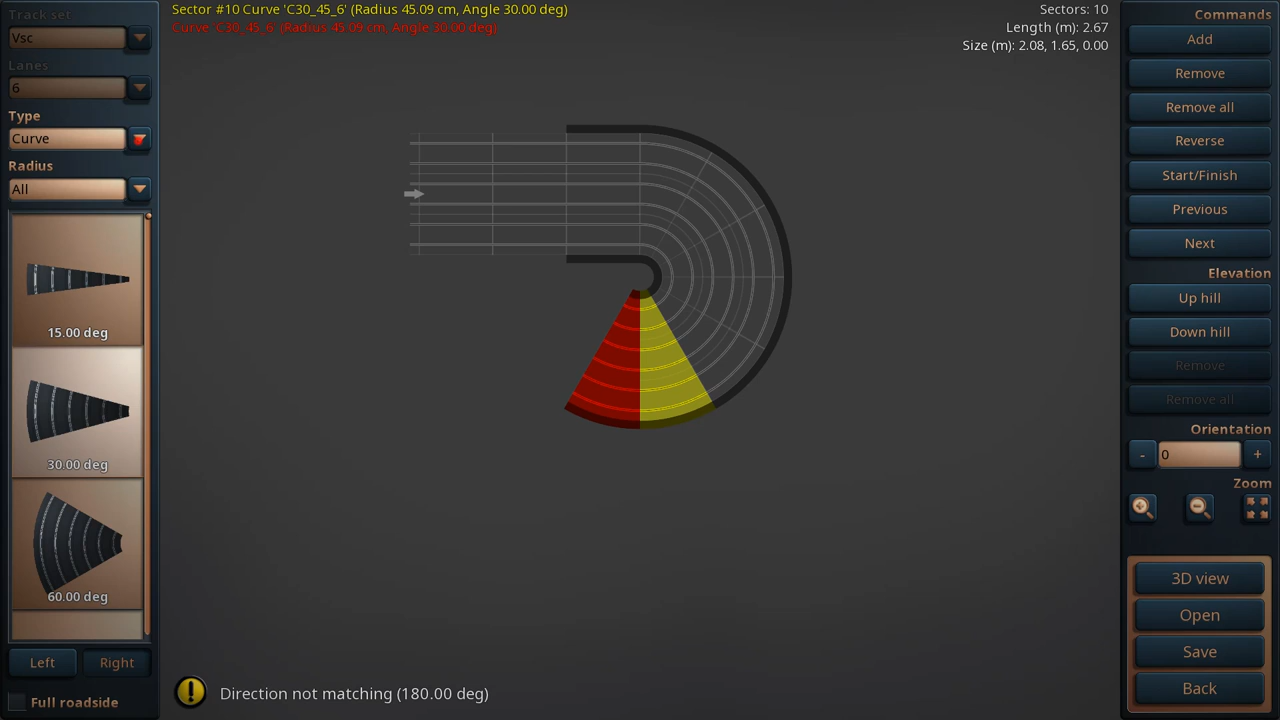 Track set
Vsc
Lanes
6
Type
Curve
Radius
All
15.00 deg
30.00 deg
60.00 deg
Left
Right
Full roadside
Sector #10 Curve 'C30_45_6' (Radius 45.09 cm, Angle 30.00 deg)
Curve 'C30_45_6' (Radius 45.09 cm, Angle 30.00 deg)
Sectors: 10
Length (m): 2.67
Size (m): 2.08, 1.65, 0.00
Direction not matching (180.00 deg)
Commands
Add
Remove
Remove all
Reverse
Start/Finish
Previous
Next
Elevation
Up hill
Down hill
Remove
Remove all
Orientation
- 0 +
Zoom
3D view
Open
Save
Back